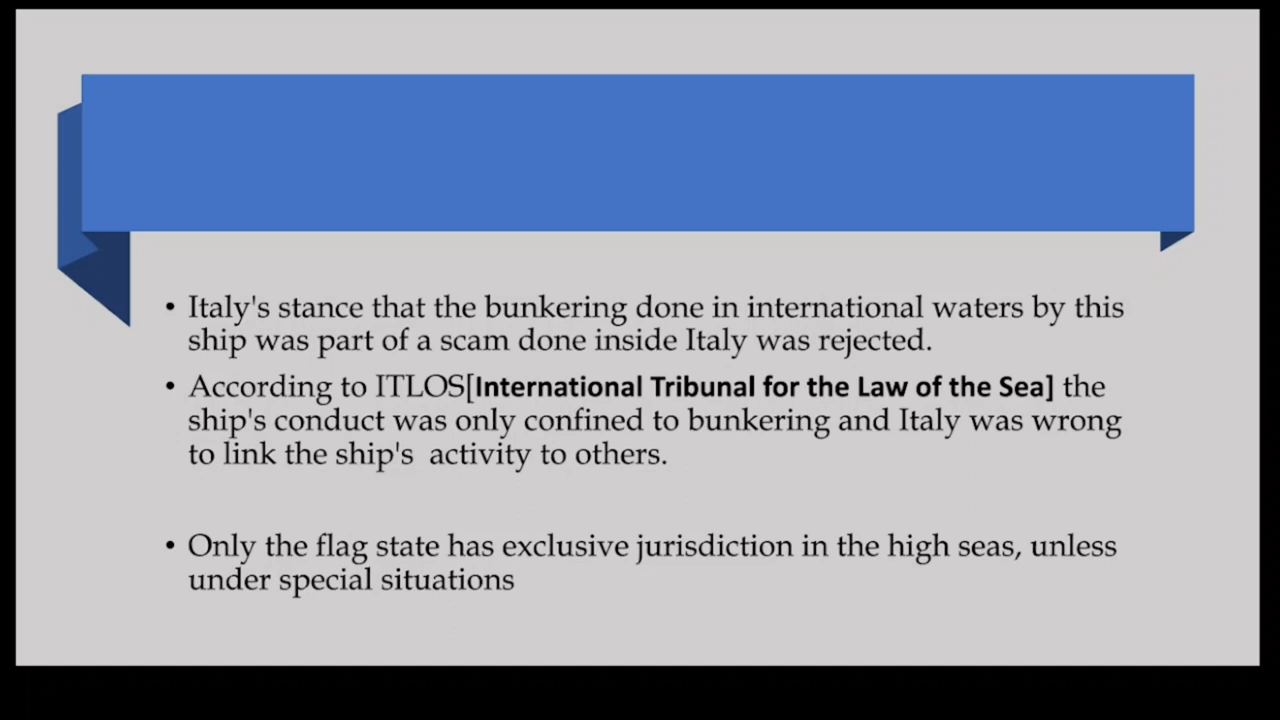 • Italy's stance that the bunkering done in international waters by this
ship was part of a scam done inside Italy was rejected.
• According to ITLOS[International Tribunal for the Law of the Sea] the
ship's conduct was only confined to bunkering and Italy was wrong
to link the ship's  activity to others.
• Only the flag state has exclusive jurisdiction in the high seas, unless
under special situations